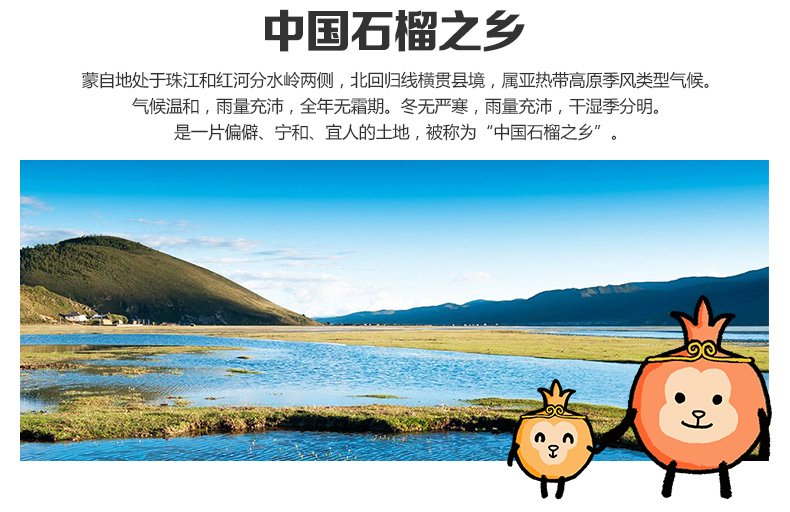 中国石榴之乡
蒙自地处于珠江和红河分水岭两侧，北回归线横贯县境，属亚热带高原季风类型气候。
气候温和，雨量充沛，全年无霜期。冬无严寒，雨量充沛，干湿季分明。
是一片偏僻、宁和、宜人的土地，被称为“中国石榴之乡”。